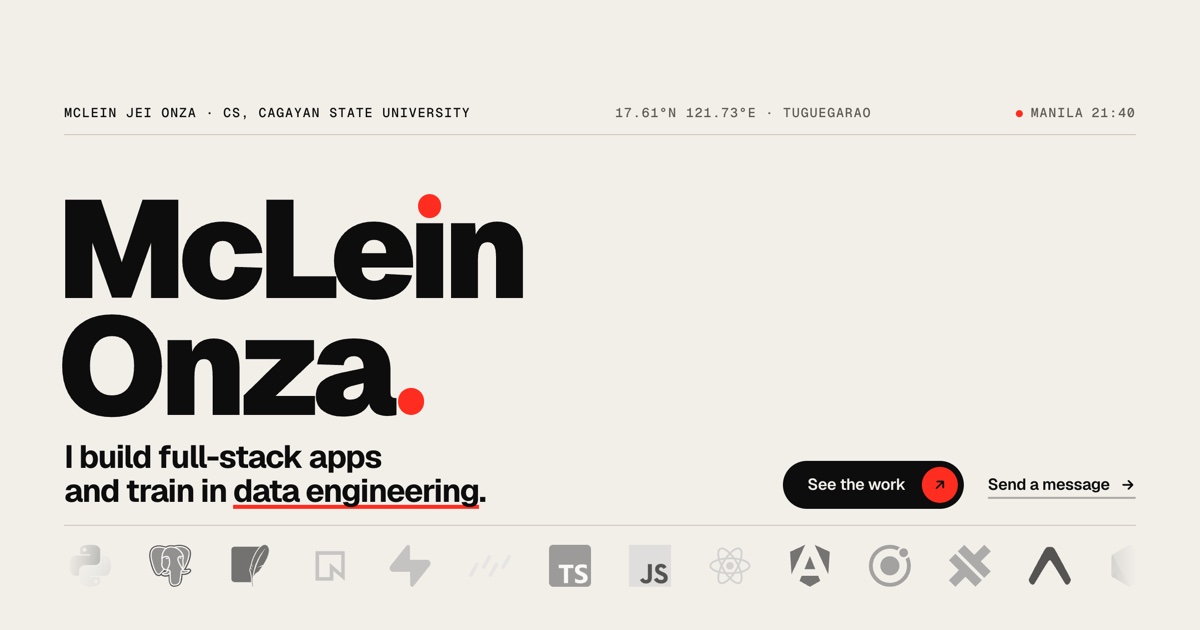 MCLEIN JEI ONZA · CS, CAGAYAN STATE UNIVERSITY
17.61°N 121.73°E · TUGUEGARAO
MANILA 21:40
McLein
Onza.
I build full-stack apps
and train in data engineering.
See the work
Send a message →
TS
JS